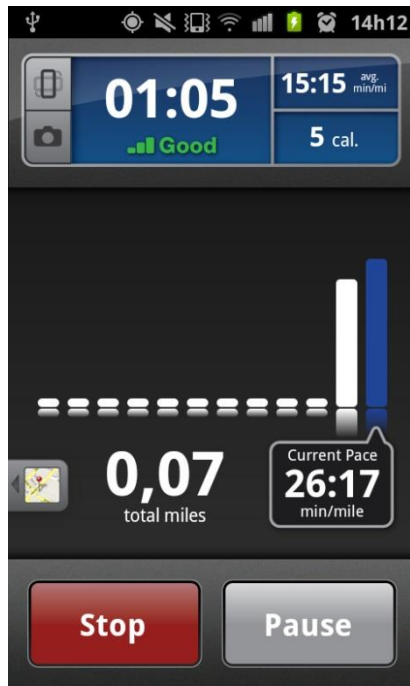 14h12
01:05
Good
15:15 avg. min/mi
5 cal.
0,07
total miles
Current Pace
26:17
min/mile
Stop
Pause